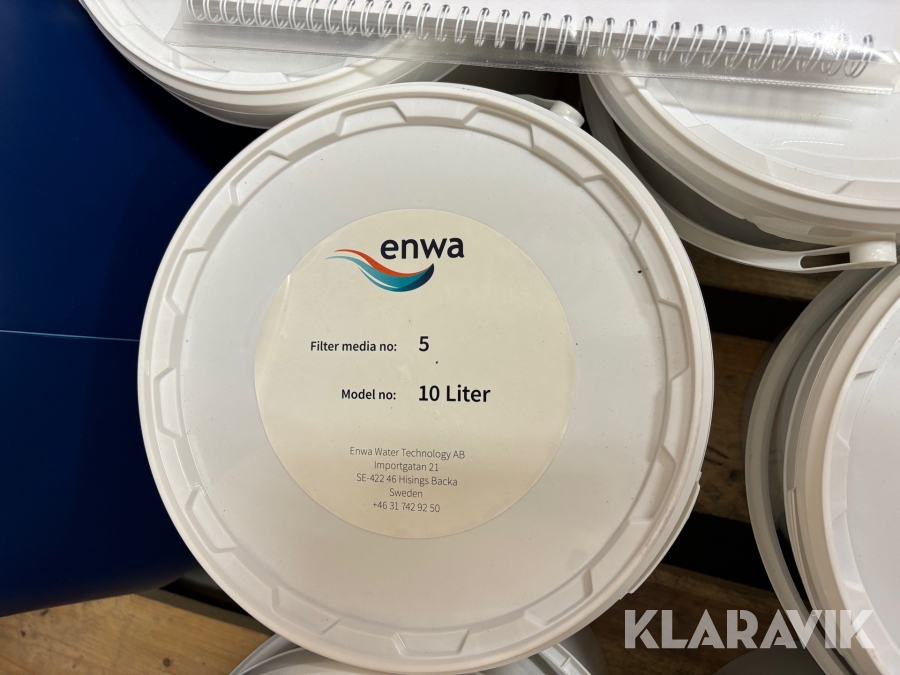 enwa
Filter media no: 5
Model no: 10 Liter
Enwa Water Technology AB
Importgatan 21
SE-422 46 Hisings Backa
Sweden
+46 31 742 92 50
KLARAVIK